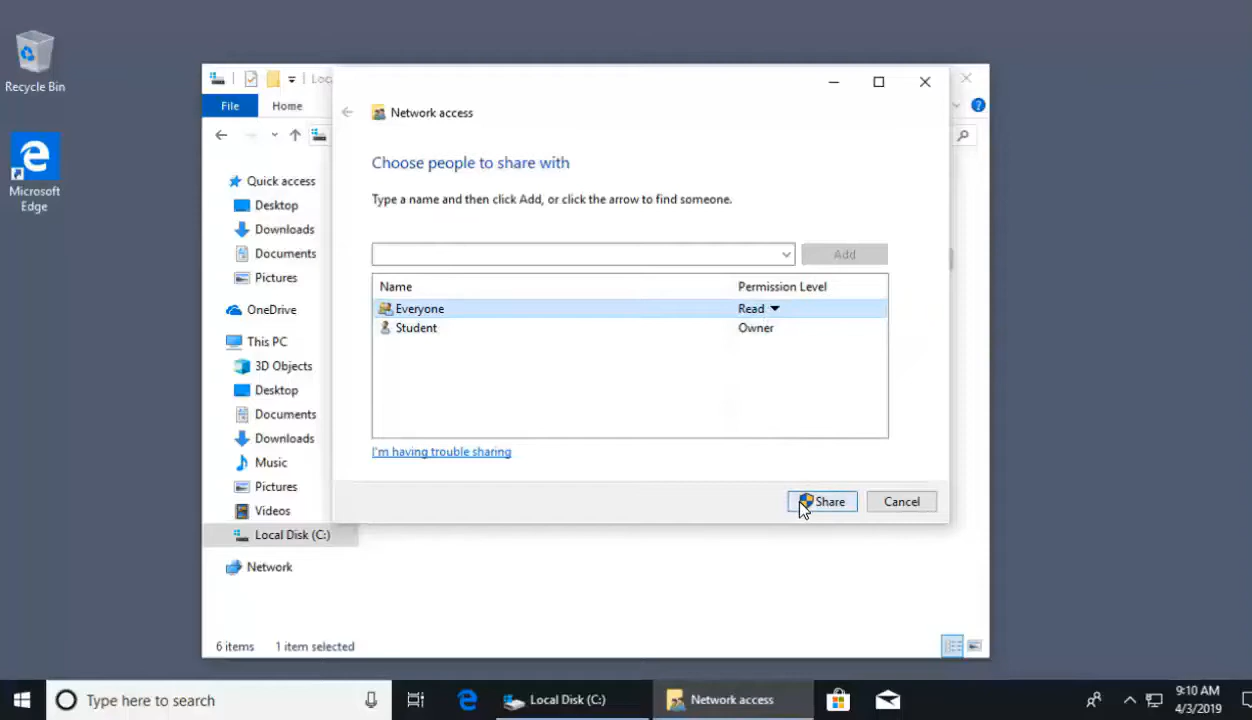 Recycle Bin
Microsoft
Edge
Loc
File
Home
Quick access
Desktop
Downloads
Documents
Pictures
OneDrive
This PC
3D Objects
Desktop
Documents
Downloads
Music
Pictures
Videos
Local Disk (C:)
Network
6 items 1 item selected
Network access
Choose people to share with
Type a name and then click Add, or click the arrow to find someone.
Add
Name Permission Level
Everyone Read
Student Owner
I'm having trouble sharing
Share Cancel
Type here to search
Local Disk (C:)
Network access
9:10 AM
4/3/2019